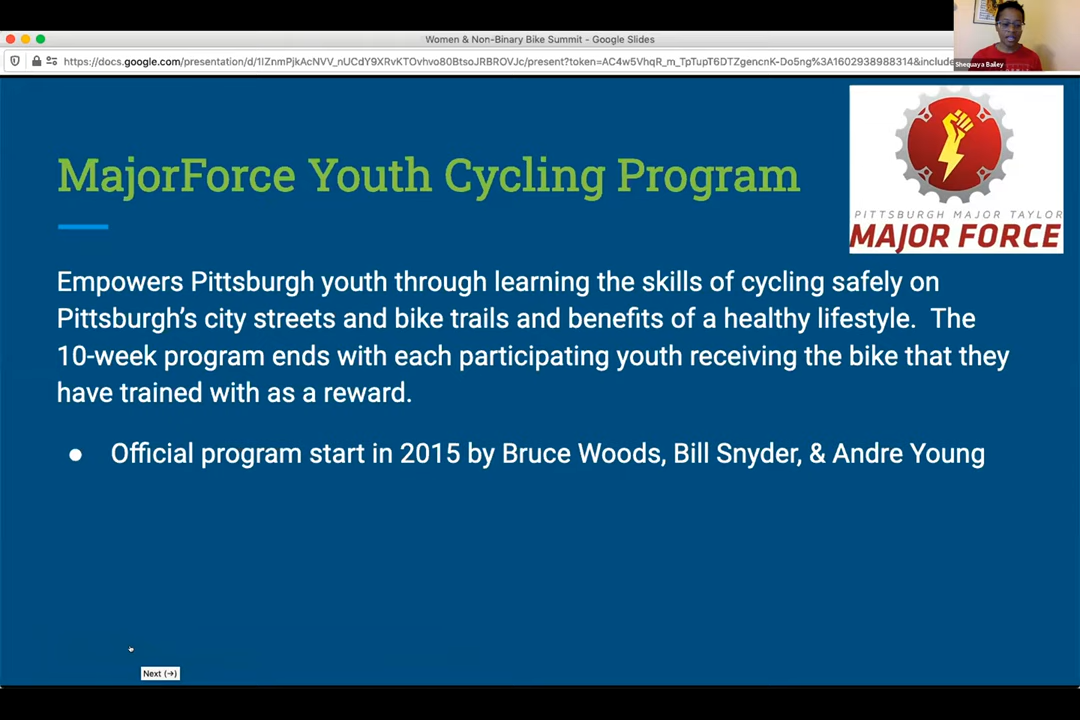 Women & Non-Binary Bike Summit - Google Slides
https://docs.google.com/presentation/d/1IZnmPjkAcNVV_nUCdY9XRvKTOvhvo80BtsoJRBROVJc/present?token=AC4w5VhqR_m_TpTupT6DTZgencnK-Do5ng%3A1602938988314&include
Shequaya Bailey
MajorForce Youth Cycling Program
PITTSBURGH MAJOR TAYLOR
MAJOR FORCE
Empowers Pittsburgh youth through learning the skills of cycling safely on
Pittsburgh's city streets and bike trails and benefits of a healthy lifestyle. The
10-week program ends with each participating youth receiving the bike that they
have trained with as a reward.
● Official program start in 2015 by Bruce Woods, Bill Snyder, & Andre Young
Next (→)